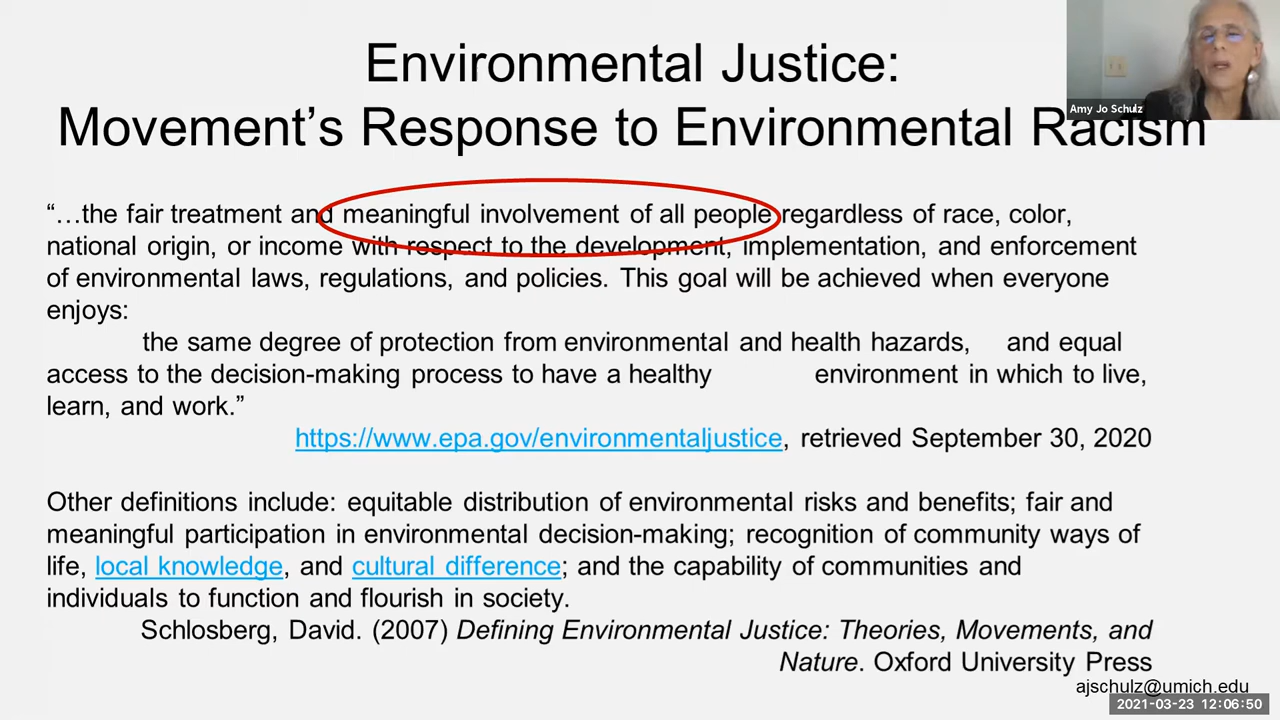 Environmental Justice:
Movement's Response to Environmental Racism
Amy Jo Schulz
“…the fair treatment and meaningful involvement of all people regardless of race, color,
national origin, or income with respect to the development, implementation, and enforcement
of environmental laws, regulations, and policies. This goal will be achieved when everyone
enjoys:
the same degree of protection from environmental and health hazards, and equal
access to the decision-making process to have a healthy environment in which to live,
learn, and work.”
https://www.epa.gov/environmentaljustice, retrieved September 30, 2020
Other definitions include: equitable distribution of environmental risks and benefits; fair and
meaningful participation in environmental decision-making; recognition of community ways of
life, local knowledge, and cultural difference; and the capability of communities and
individuals to function and flourish in society.
Schlosberg, David. (2007) Defining Environmental Justice: Theories, Movements, and
Nature. Oxford University Press
ajschulz@umich.edu
2021-03-23 12:06:50